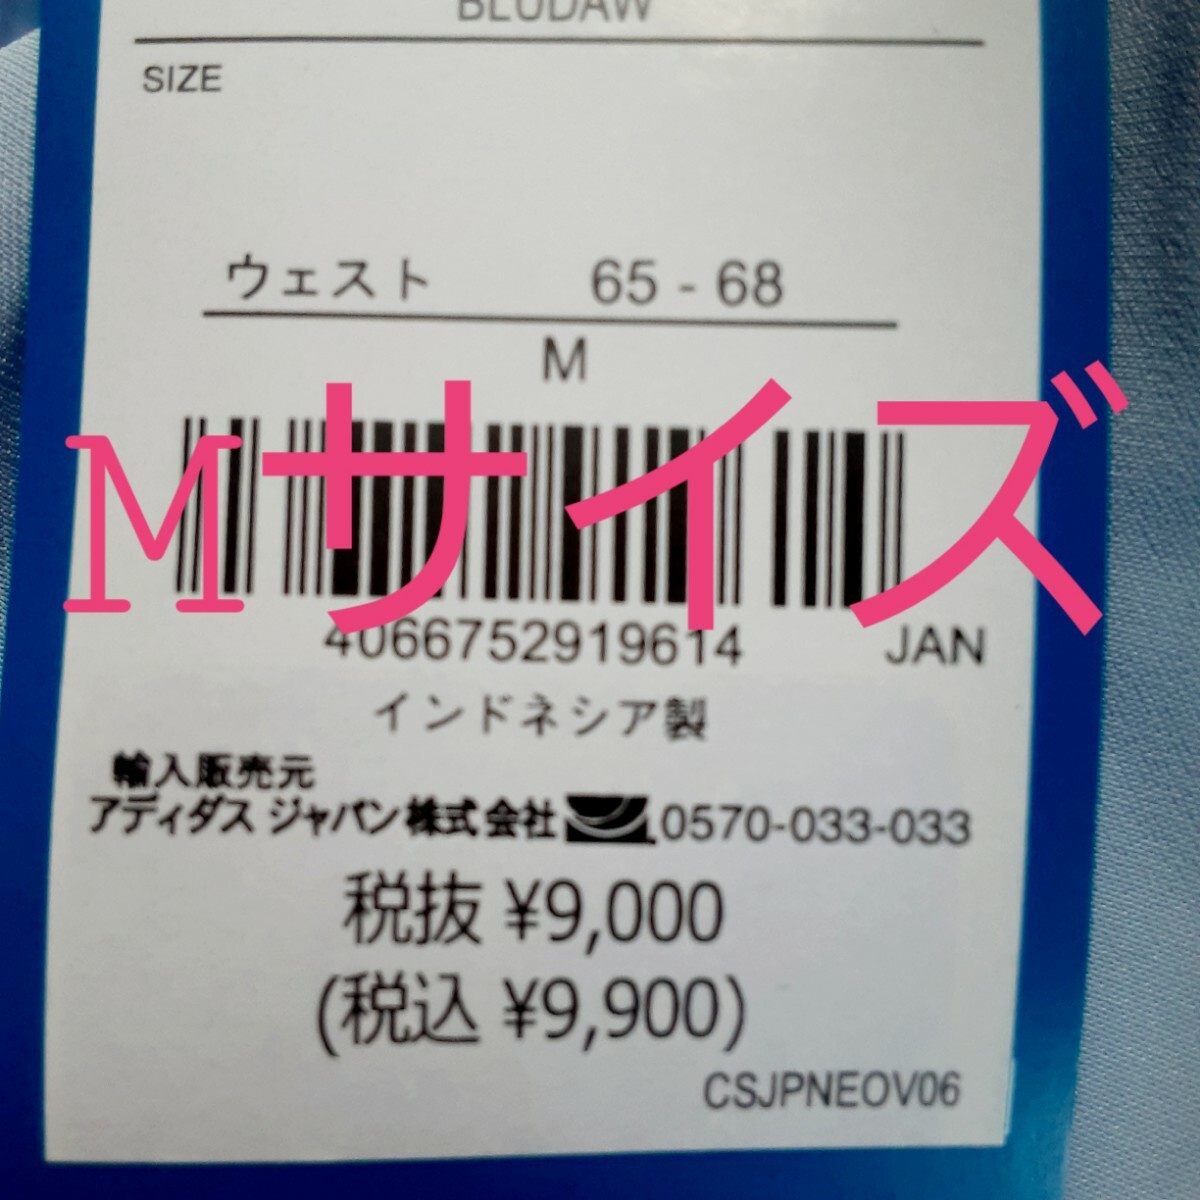 BLUDAW
SIZE
ウェスト 65 - 68
M
Mサイズ
4066752919614 JAN
インドネシア製
輸入販売元
アディダス ジャパン株式会社 0570-033-033
税抜 ¥9,000
(税込 ¥9,900)
CSJPNEOV06